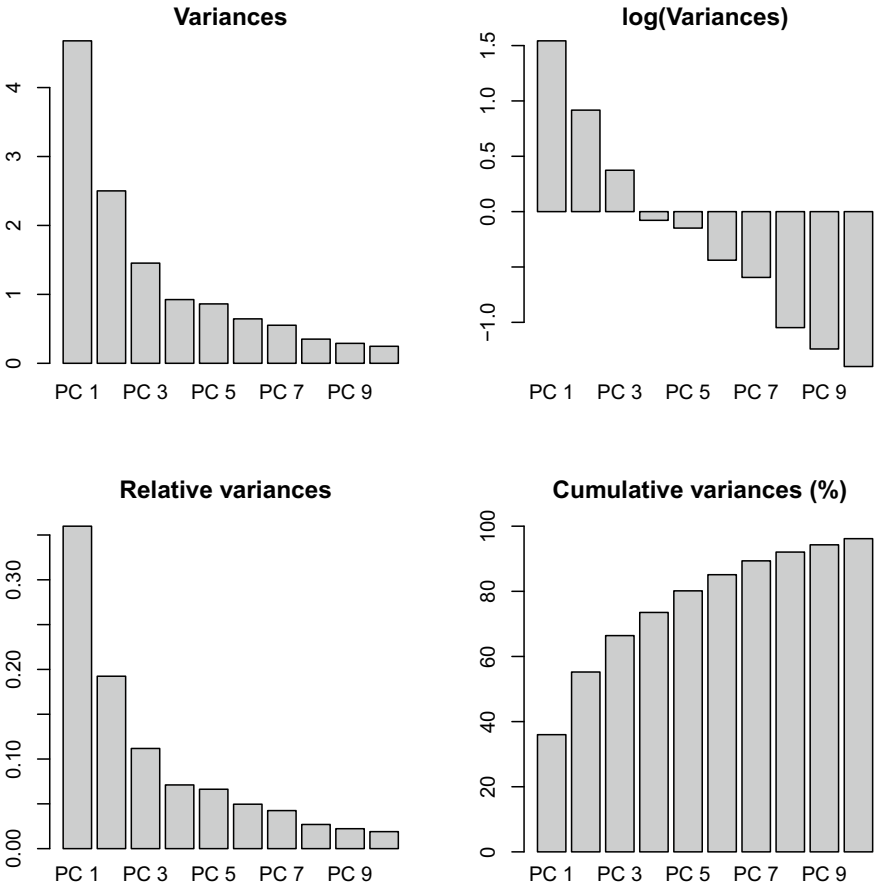 Variances
4
3
2
1
0
PC 1 PC 3 PC 5 PC 7 PC 9
log(Variances)
1.5
1.0
0.5
0.0
−1.0
PC 1 PC 3 PC 5 PC 7 PC 9
Relative variances
0.30
0.20
0.10
0.00
PC 1 PC 3 PC 5 PC 7 PC 9
Cumulative variances (%)
100
80
60
40
20
0
PC 1 PC 3 PC 5 PC 7 PC 9